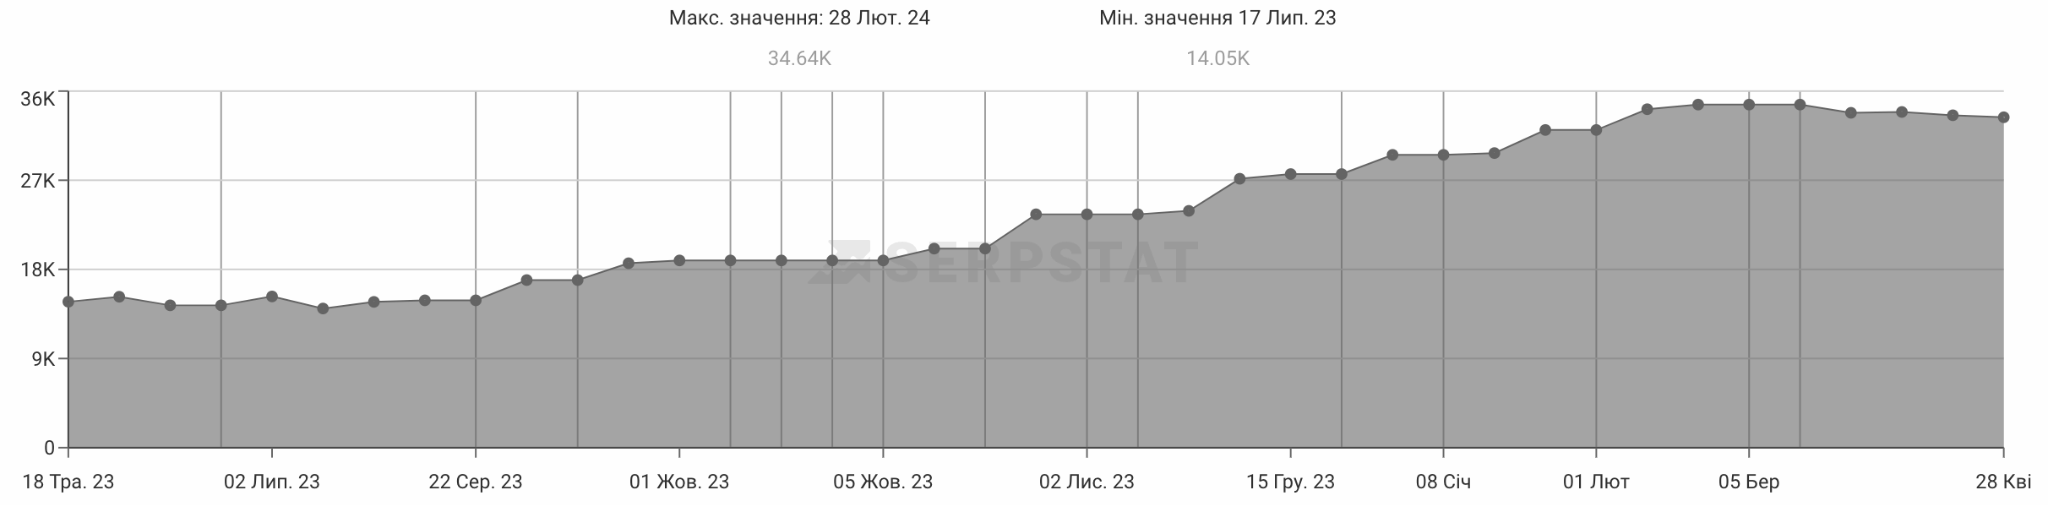 Макс. значення: 28 Лют. 24
Мін. значення 17 Лип. 23
34.64K
14.05K
36K
27K
18K
9K
0
SERPSTAT
18 Тра. 23
02 Лип. 23
22 Сер. 23
01 Жов. 23
05 Жов. 23
02 Лис. 23
15 Гру. 23
08 Січ
01 Лют
05 Бер
28 Кві